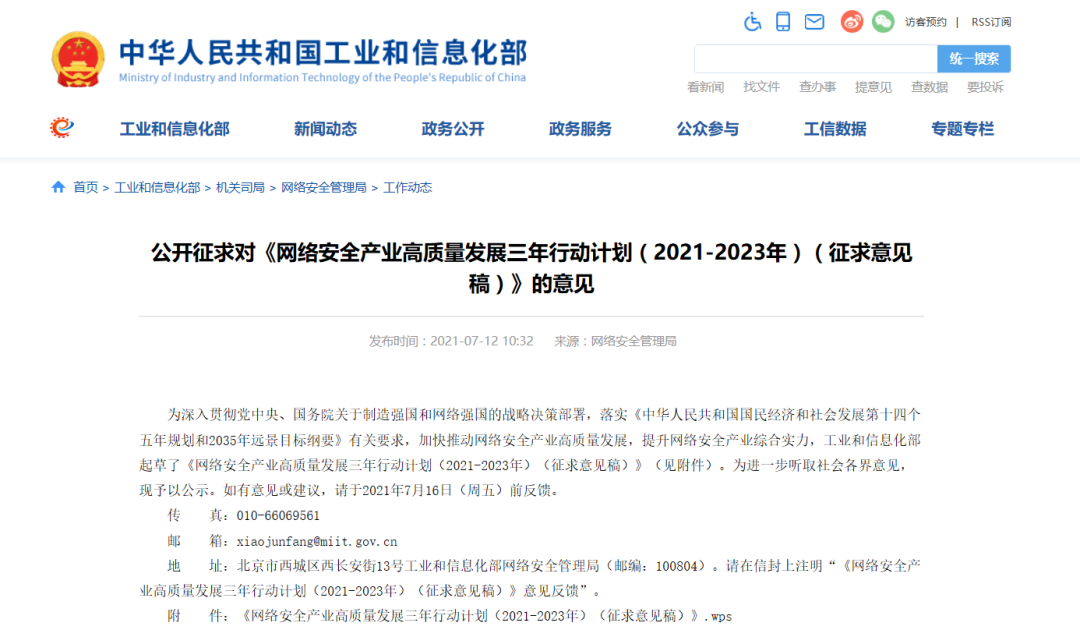 访客预约 | RSS订阅
中华人民共和国工业和信息化部
Ministry of Industry and Information Technology of the People's Republic of China
统一搜索
看新闻 找文件 查办事 提意见 查数据 要投诉
工业和信息化部 新闻动态 政务公开 政务服务 公众参与 工信数据 专题专栏
首页 > 工业和信息化部 > 机关司局 > 网络安全管理局 > 工作动态
公开征求对《网络安全产业高质量发展三年行动计划（2021-2023年）（征求意见
稿）》的意见
发布时间：2021-07-12 10:32 来源：网络安全管理局
为深入贯彻党中央、国务院关于制造强国和网络强国的战略决策部署，落实《中华人民共和国国民经济和社会发展第十四个
五年规划和2035年远景目标纲要》有关要求，加快推动网络安全产业高质量发展，提升网络安全产业综合实力，工业和信息化部
起草了《网络安全产业高质量发展三年行动计划（2021-2023年）（征求意见稿）》（见附件）。为进一步听取社会各界意见，
现予以公示。如有意见或建议，请于2021年7月16日（周五）前反馈。
传 真：010-66069561
邮 箱：xiaojunfang@miit.gov.cn
地 址：北京市西城区西长安街13号工业和信息化部网络安全管理局（邮编：100804）。请在信封上注明“《网络安全产
业高质量发展三年行动计划（2021-2023年）（征求意见稿）》意见反馈”。
附 件：《网络安全产业高质量发展三年行动计划（2021-2023年）（征求意见稿）》.wps